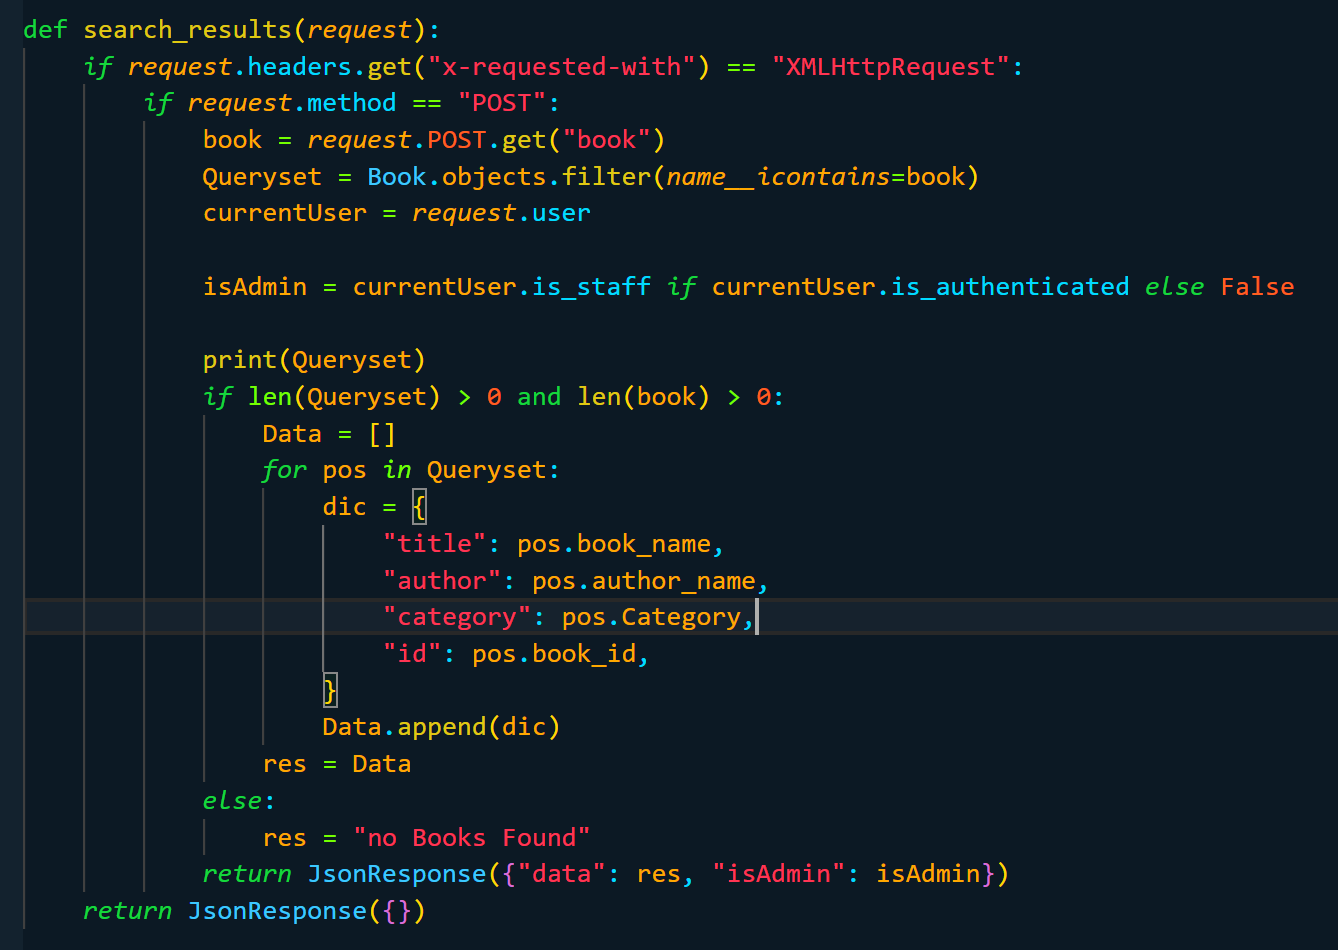 def search_results(request):
    if request.headers.get("x-requested-with") == "XMLHttpRequest":
        if request.method == "POST":
            book = request.POST.get("book")
            Queryset = Book.objects.filter(name__icontains=book)
            currentUser = request.user

            isAdmin = currentUser.is_staff if currentUser.is_authenticated else False

            print(Queryset)
            if len(Queryset) > 0 and len(book) > 0:
                Data = []
                for pos in Queryset:
                    dic = {
                        "title": pos.book_name,
                        "author": pos.author_name,
                        "category": pos.Category,
                        "id": pos.book_id,
                    }
                    Data.append(dic)
                res = Data
            else:
                res = "no Books Found"
            return JsonResponse({"data": res, "isAdmin": isAdmin})
    return JsonResponse({})